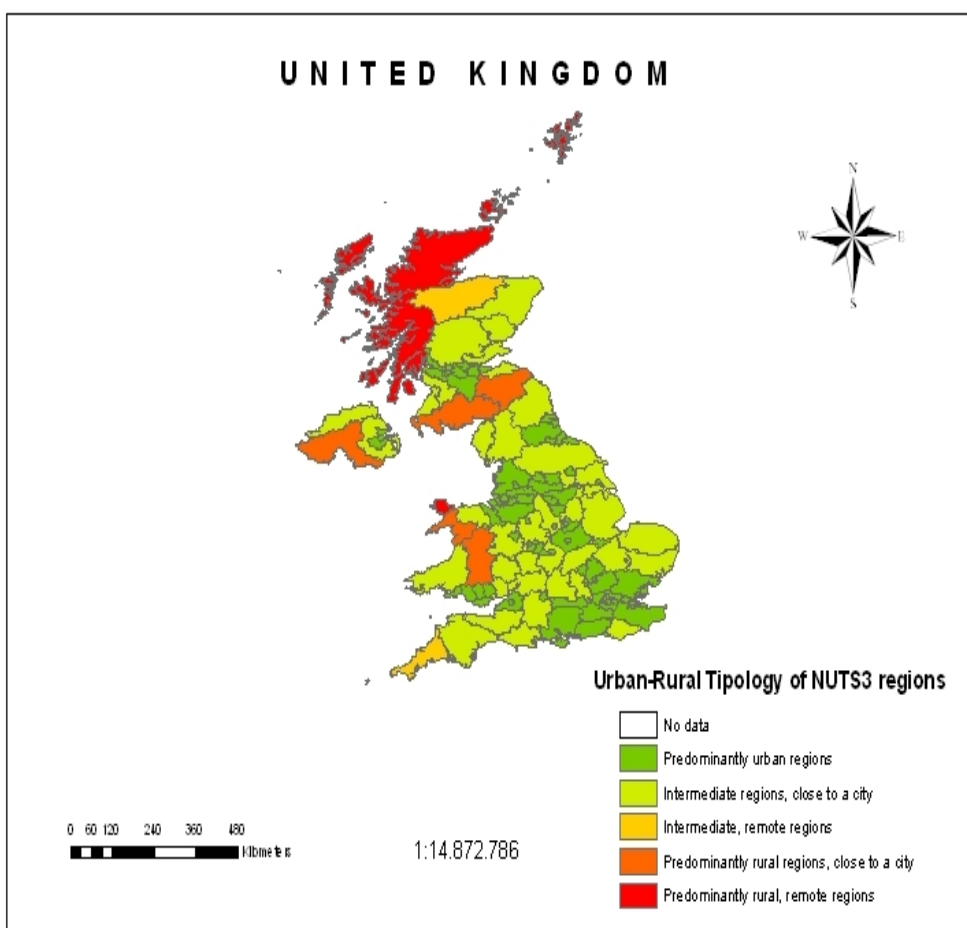 UNITED KINGDOM
N
W E
S
Urban-Rural Tipology of NUTS3 regions
No data
Predominantly urban regions
Intermediate regions, close to a city
Intermediate, remote regions
Predominantly rural regions, close to a city
Predominantly rural, remote regions
0 60 120 240 360 480
Kilometers
1:14.872.786